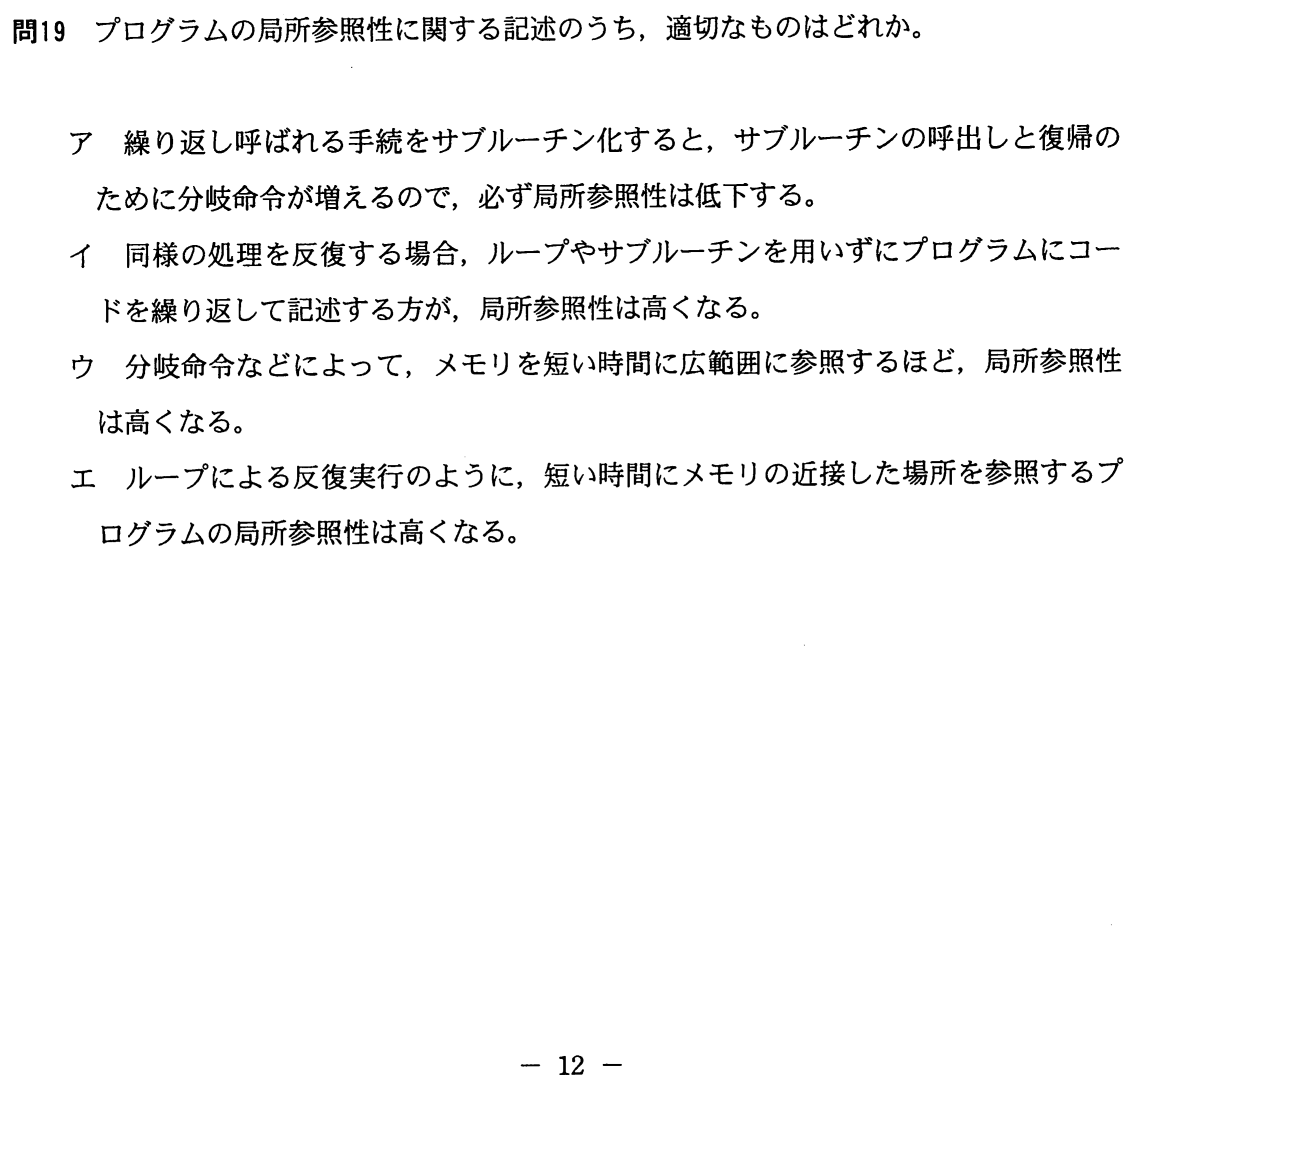 問19 プログラムの局所参照性に関する記述のうち，適切なものはどれか。
ア 繰り返し呼ばれる手続をサブルーチン化すると，サブルーチンの呼出しと復帰の
ために分岐命令が増えるので，必ず局所参照性は低下する。
イ 同様の処理を反復する場合，ループやサブルーチンを用いずにプログラムにコー
ドを繰り返して記述する方が，局所参照性は高くなる。
ウ 分岐命令などによって，メモリを短い時間に広範囲に参照するほど，局所参照性
は高くなる。
エ ループによる反復実行のように，短い時間にメモリの近接した場所を参照するプ
ログラムの局所参照性は高くなる。
－ 12 －